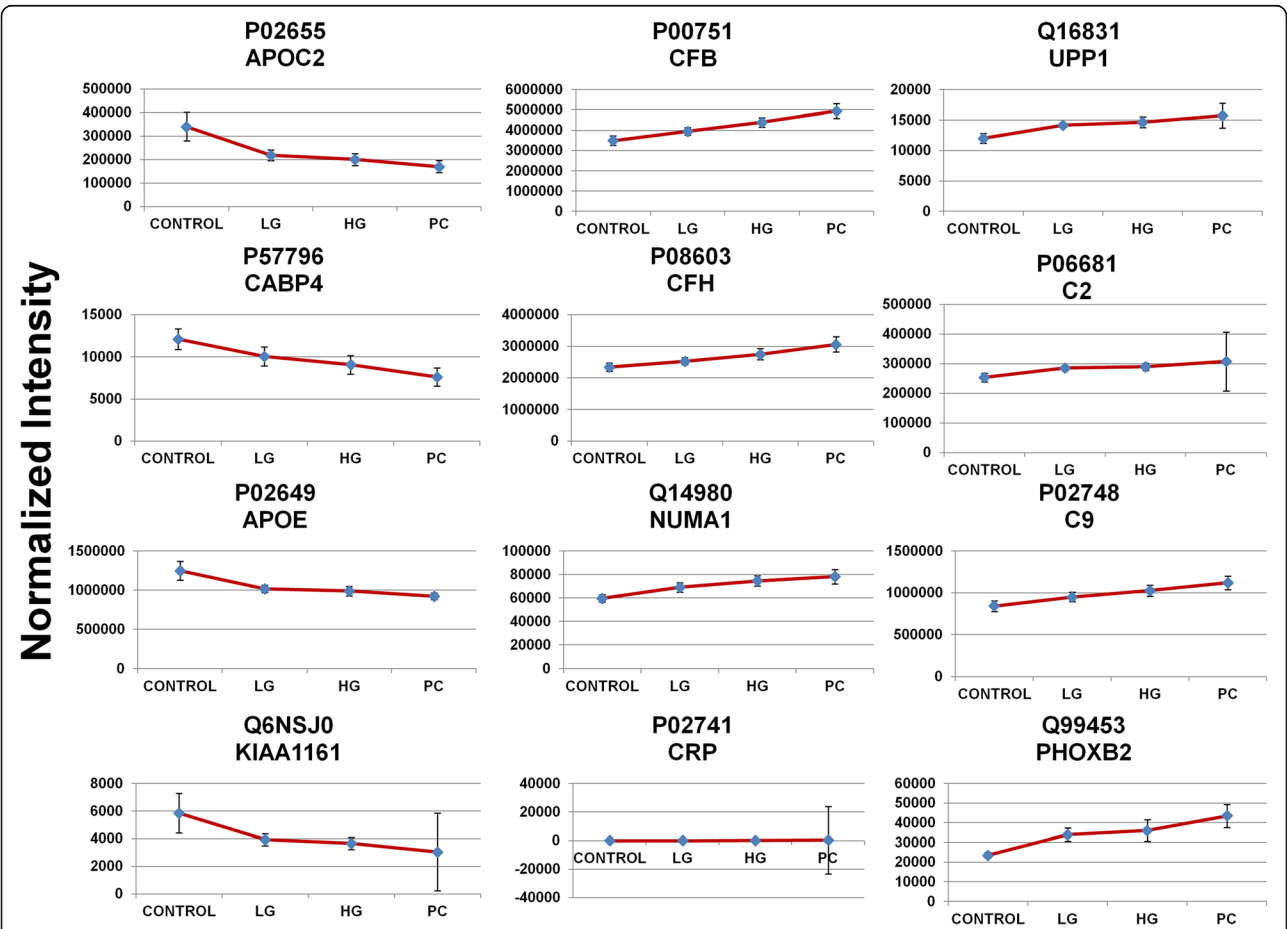 Normalized Intensity
P02655
APOC2
500000
400000
300000
200000
100000
0
CONTROL LG HG PC
P00751
CFB
6000000
5000000
4000000
3000000
2000000
1000000
0
CONTROL LG HG PC
Q16831
UPP1
20000
15000
10000
5000
0
CONTROL LG HG PC
P57796
CABP4
15000
10000
5000
0
CONTROL LG HG PC
P08603
CFH
4000000
3000000
2000000
1000000
0
CONTROL LG HG PC
P06681
C2
500000
400000
300000
200000
100000
0
CONTROL LG HG PC
P02649
APOE
1500000
1000000
500000
0
CONTROL LG HG PC
Q14980
NUMA1
100000
80000
60000
40000
20000
0
CONTROL LG HG PC
P02748
C9
1500000
1000000
500000
0
CONTROL LG HG PC
Q6NSJ0
KIAA1161
8000
6000
4000
2000
0
CONTROL LG HG PC
P02741
CRP
40000
20000
0
CONTROL LG HG PC
-20000
-40000
Q99453
PHOXB2
60000
50000
40000
30000
20000
10000
0
CONTROL LG HG PC